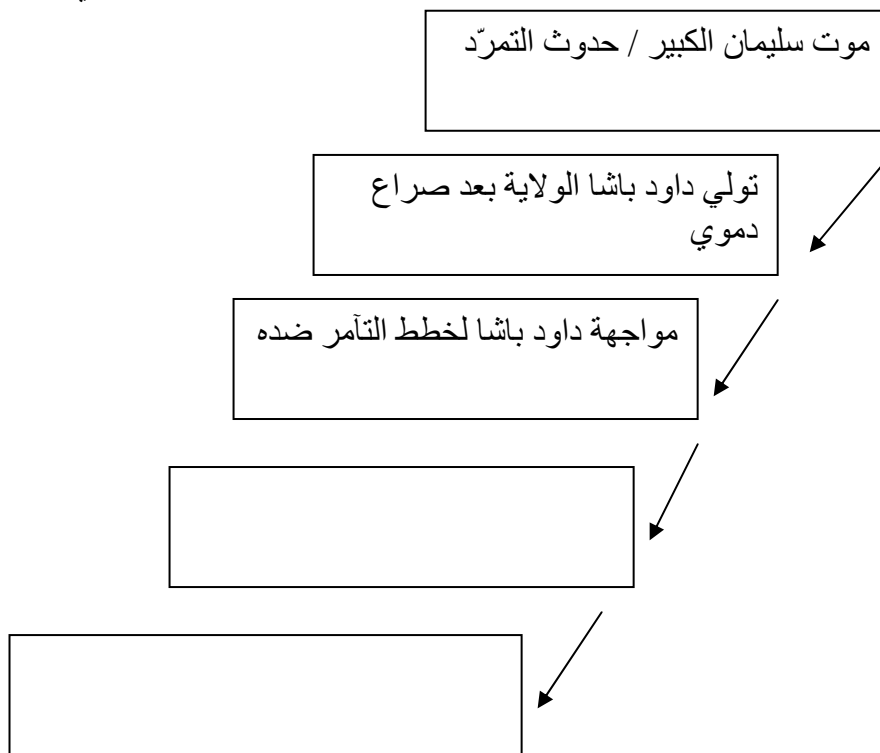 موت سليمان الكبير / حدوث التمرّد
تولي داود باشا الولاية بعد صراع
دموي
مواجهة داود باشا لخطط التآمر ضده